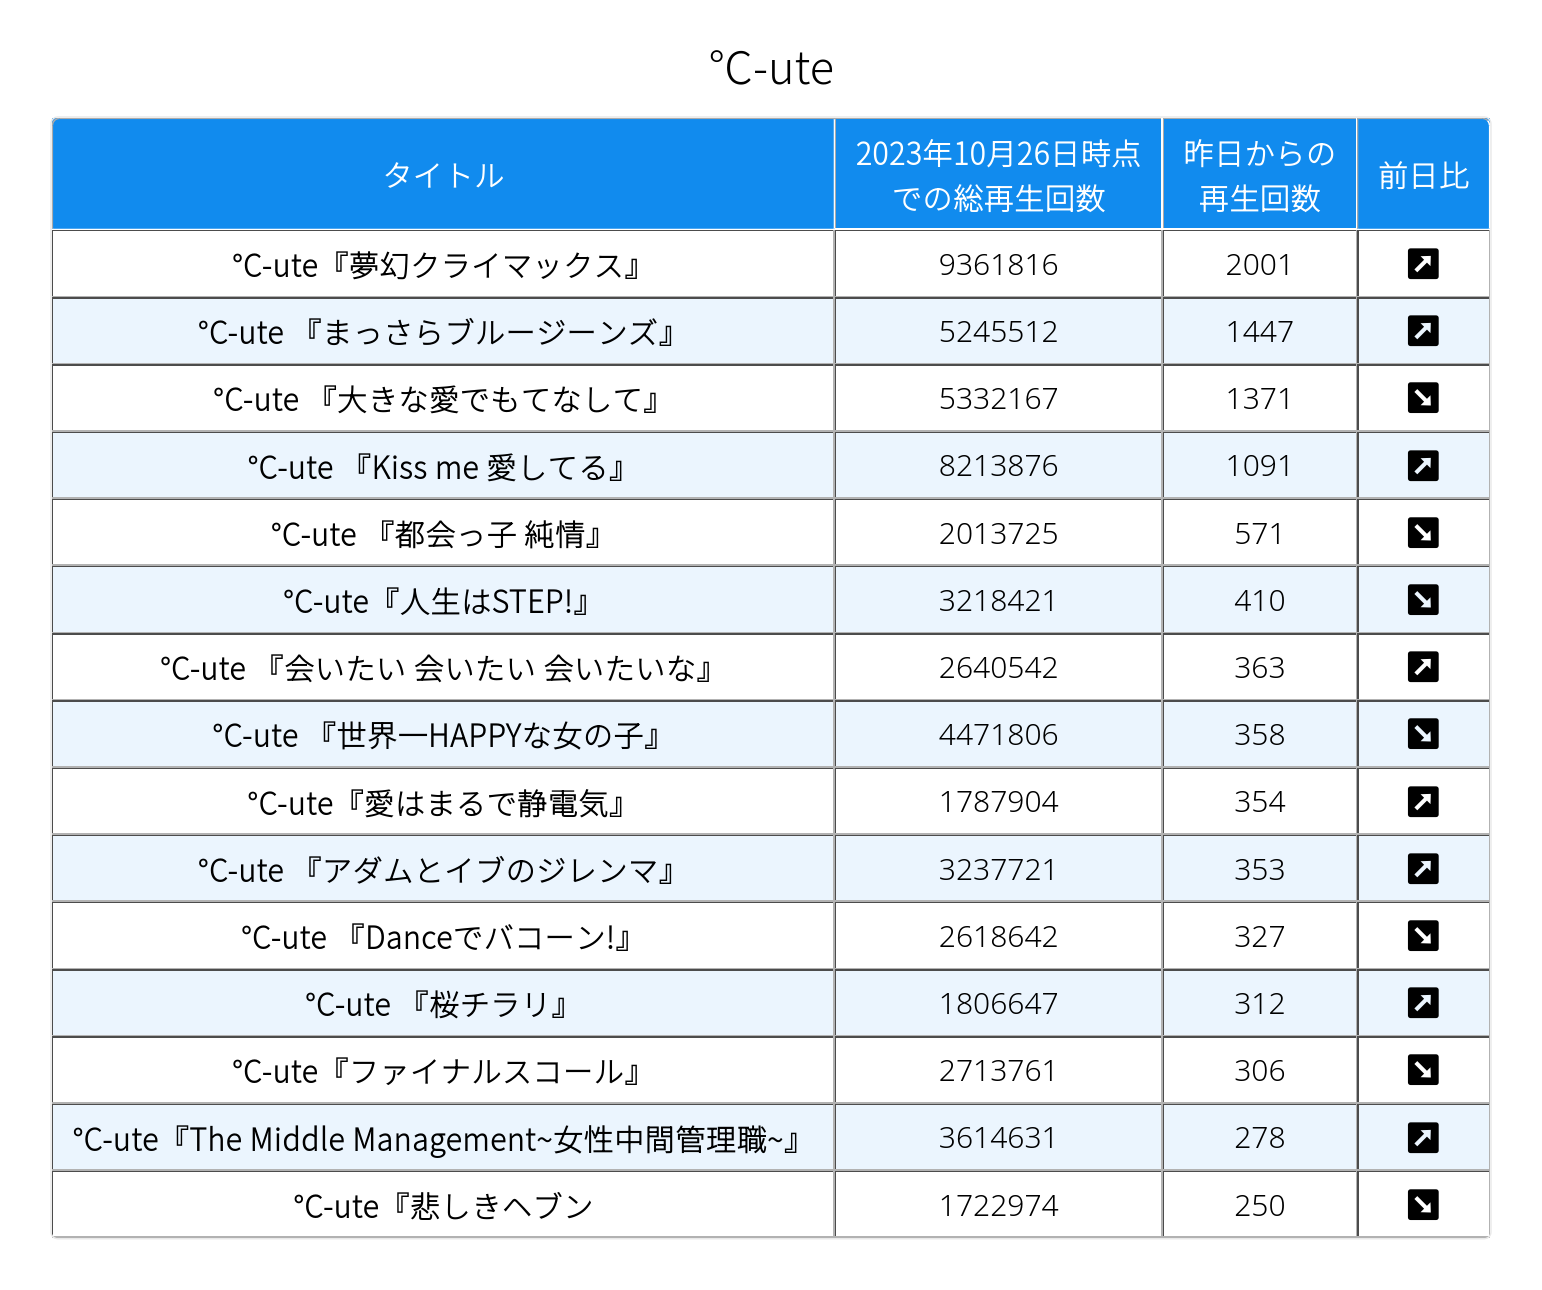 ℃-ute
タイトル
2023年10月26日時点
での総再生回数
昨日からの
再生回数
前日比
℃-ute『夢幻クライマックス』 9361816 2001
℃-ute 『まっさらブルージーンズ』 5245512 1447
℃-ute 『大きな愛でもてなして』 5332167 1371
℃-ute 『Kiss me 愛してる』 8213876 1091
℃-ute 『都会っ子 純情』 2013725 571
℃-ute『人生はSTEP!』 3218421 410
℃-ute 『会いたい 会いたい 会いたいな』 2640542 363
℃-ute 『世界一HAPPYな女の子』 4471806 358
℃-ute『愛はまるで静電気』 1787904 354
℃-ute 『アダムとイブのジレンマ』 3237721 353
℃-ute 『Danceでバコーン!』 2618642 327
℃-ute 『桜チラリ』 1806647 312
℃-ute『ファイナルスコール』 2713761 306
℃-ute『The Middle Management~女性中間管理職~』 3614631 278
℃-ute『悲しきヘブン 1722974 250